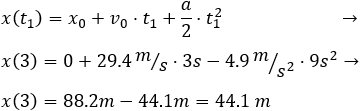 x(t₁) = x₀ + v₀ · t₁ + a/2 · t₁² →
x(3) = 0 + 29.4 m/s · 3s − 4.9 m/s² · 9s² →
x(3) = 88.2m − 44.1m = 44.1 m